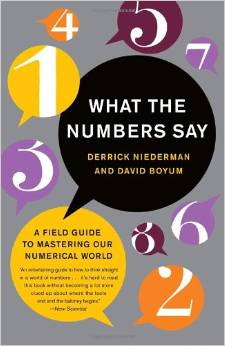 4
5
1
7
WHAT THE
NUMBERS SAY
DERRICK NIEDERMAN
AND DAVID BOYUM
3
A FIELD GUIDE
TO MASTERING OUR
NUMERICAL WORLD
"An entertaining guide to how to think straight
in a world of numbers . . . it's hard to read
this book without becoming a lot more
clued up about where the facts
end and the baloney begins."
—New Scientist
8
6
2